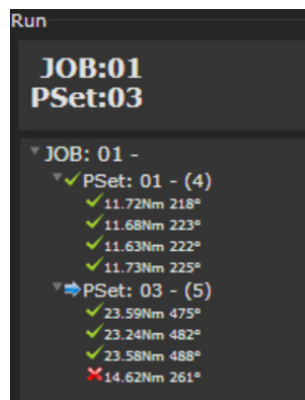 Run
JOB:01
PSet:03
JOB: 01 -
PSet: 01 - (4)
11.72Nm 218°
11.68Nm 223°
11.63Nm 222°
11.73Nm 225°
PSet: 03 - (5)
23.59Nm 475°
23.24Nm 482°
23.58Nm 488°
14.62Nm 261°